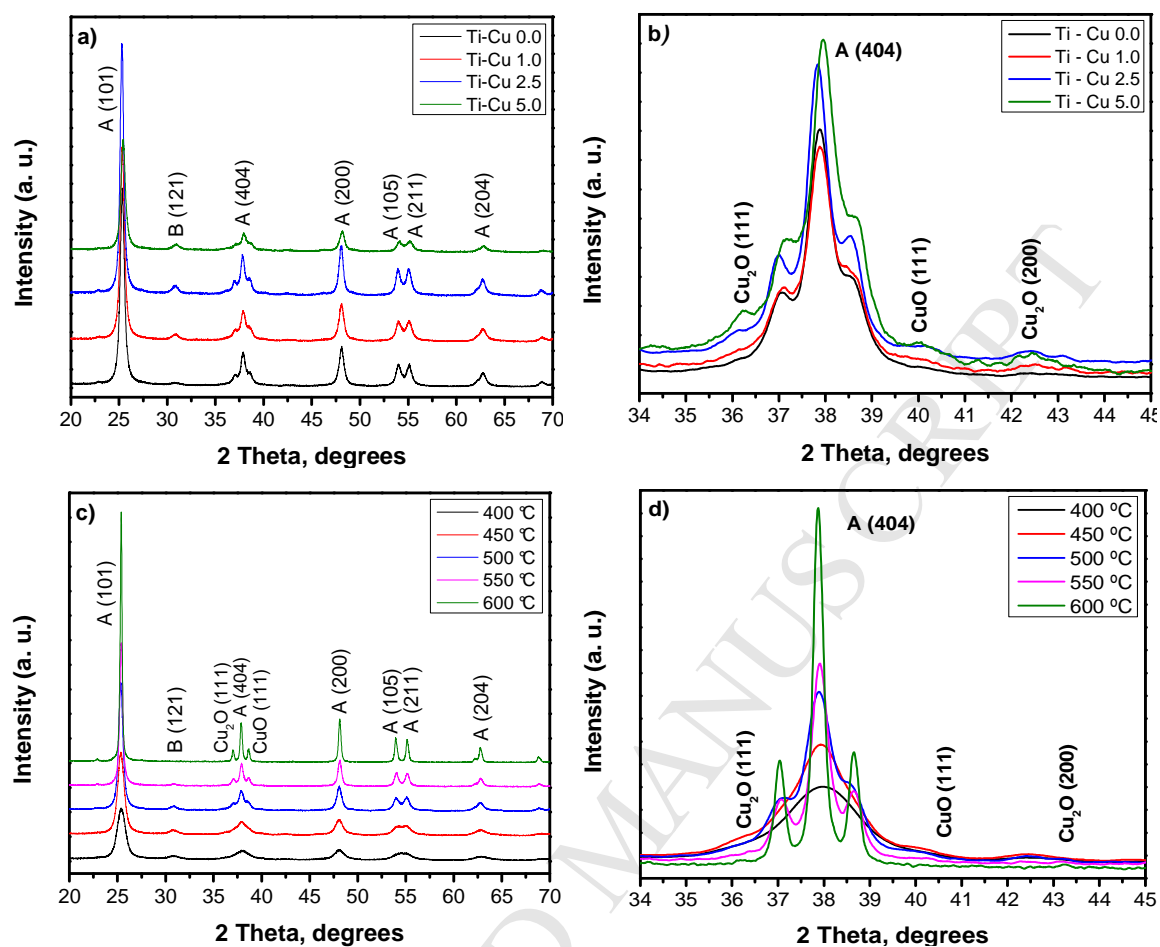 a)
Ti-Cu 0.0
Ti-Cu 1.0
Ti-Cu 2.5
Ti-Cu 5.0
A (101)
B (121)
A (404)
A (200)
A (105)
A (211)
A (204)
Intensity (a. u.)
20 25 30 35 40 45 50 55 60 65 70
2 Theta, degrees
b)
Ti - Cu 0.0
Ti - Cu 1.0
Ti - Cu 2.5
Ti - Cu 5.0
A (404)
Cu₂O (111)
CuO (111)
Cu₂O (200)
Intensity (a. u.)
34 35 36 37 38 39 40 41 42 43 44 45
2 Theta, degrees
c)
400 °C
450 °C
500 °C
550 °C
600 °C
A (101)
B (121)
Cu₂O (111)
A (404)
CuO (111)
A (200)
A (105)
A (211)
A (204)
Intensity (a. u.)
20 25 30 35 40 45 50 55 60 65 70
2 Theta, degrees
d)
400 ºC
450 ºC
500 ºC
550 ºC
600 ºC
A (404)
Cu₂O (111)
CuO (111)
Cu₂O (200)
Intensity (a. u.)
34 35 36 37 38 39 40 41 42 43 44 45
2 Theta, degrees
D MANUSCRIPT